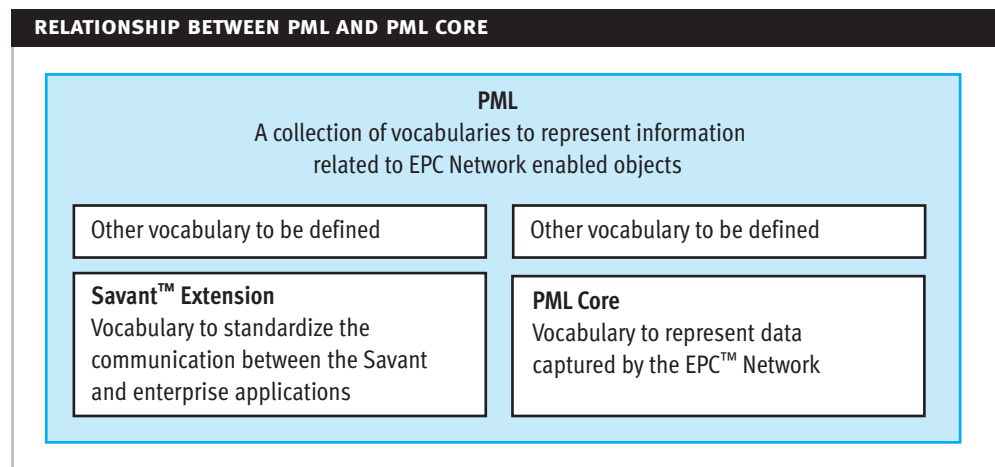 RELATIONSHIP BETWEEN PML AND PML CORE
PML
A collection of vocabularies to represent information
related to EPC Network enabled objects
Other vocabulary to be defined
Other vocabulary to be defined
Savant™ Extension
Vocabulary to standardize the
communication between the Savant
and enterprise applications
PML Core
Vocabulary to represent data
captured by the EPC™ Network